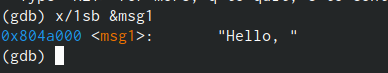 (gdb) x/1sb &msg1
0x804a000 <msg1>:        "Hello, "
(gdb)